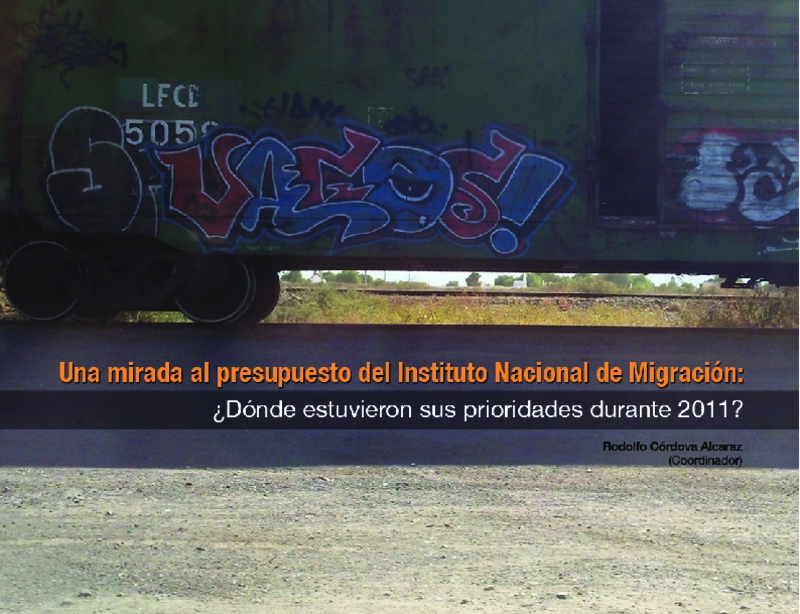 LFCD
505
VAGOS!
Una mirada al presupuesto del Instituto Nacional de Migración:
¿Dónde estuvieron sus prioridades durante 2011?
Rodolfo Córdova Alcaraz
(Coordinador)